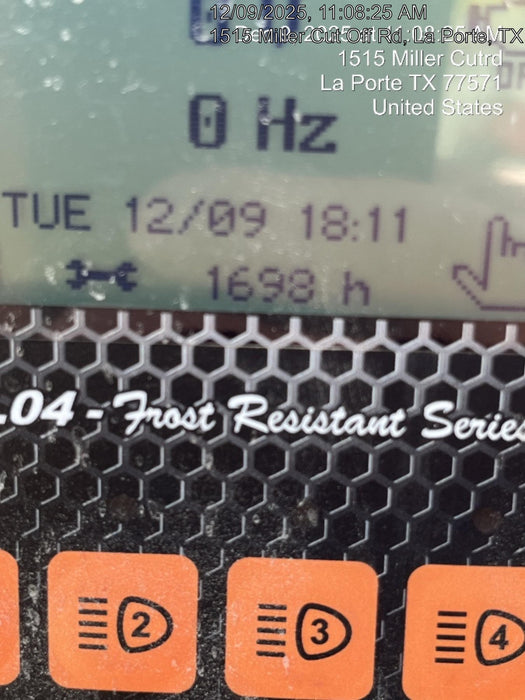 12/09/2025, 11:08:25 AM
1515 Miller Cut Off Rd, La Porte, TX
1515 Miller Cutrd
La Porte TX 77571
United States
0 Hz
TUE 12/09 18:11
1698 h
.04 - Frost Resistant Series
2 3 4